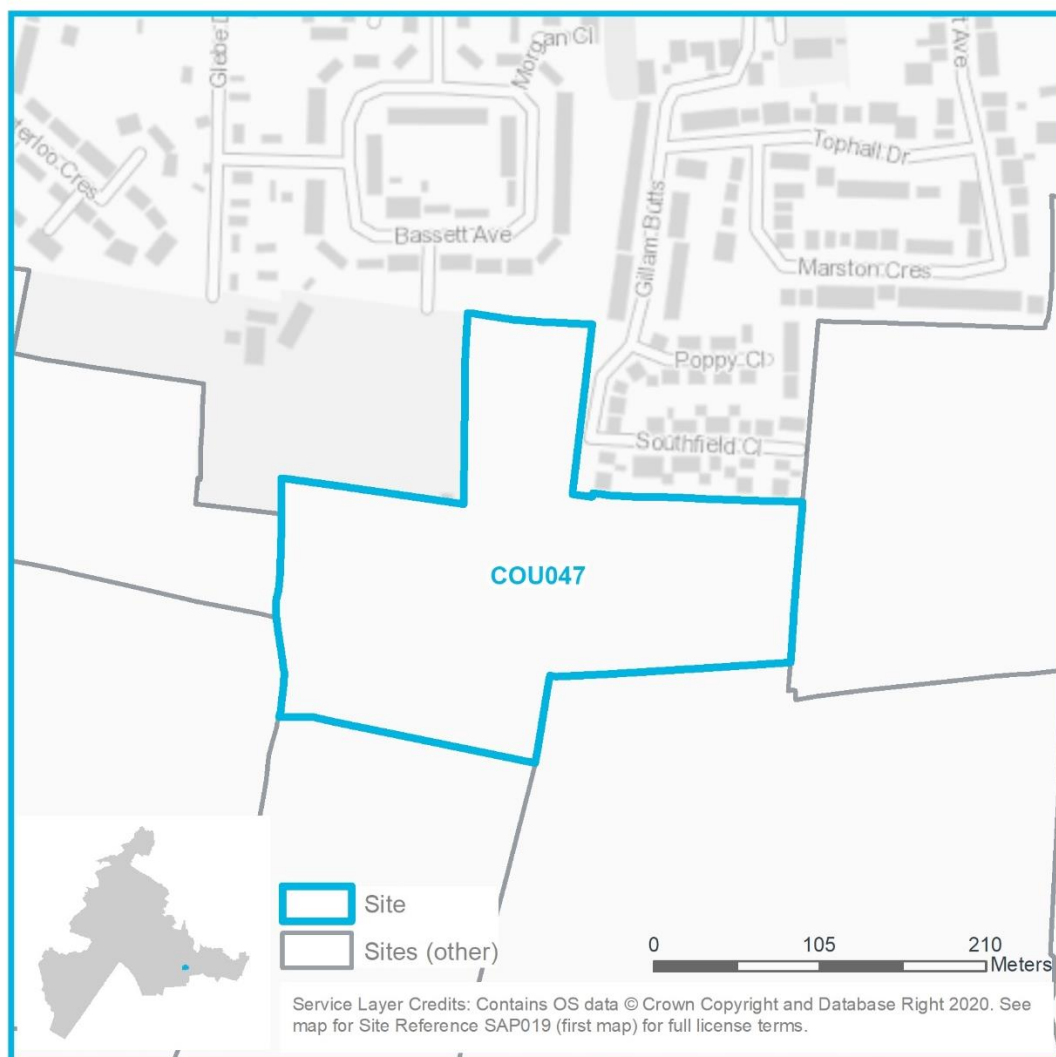 Glebe D
Morgan Cl
t Ave
terloo Cres
Tophall Dr
Bassett Ave
Gillam Butts
Marston Cres
Poppy Cl
Southfield Cl
COU047
Site
Sites (other)
0 105 210
Meters
Service Layer Credits: Contains OS data © Crown Copyright and Database Right 2020. See
map for Site Reference SAP019 (first map) for full license terms.